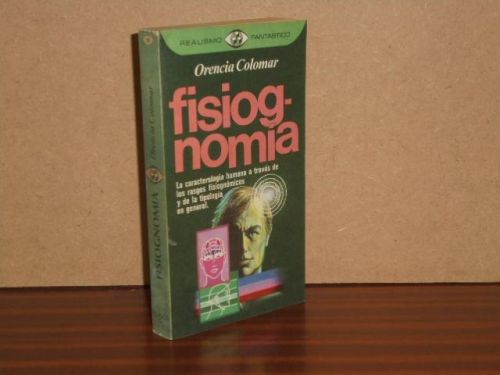 REALISMO FANTASTICO
Orencia Colomar
fisiog-
nomía
La caracterología humana a través de
los rasgos fisiognómicos
y de la tipología
en general.
FISIOGNOMIA Orencia Colomar